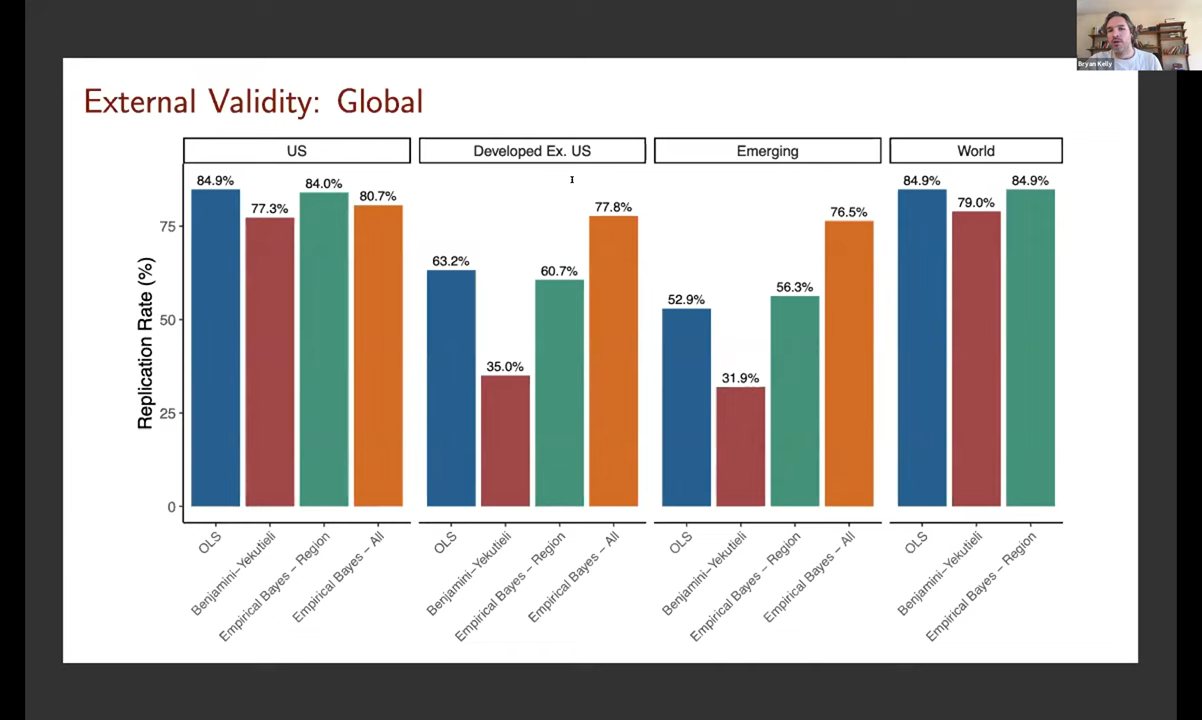 Bryan Kelly
External Validity: Global
US
Developed Ex. US
Emerging
World
Replication Rate (%)
75
50
25
0
84.9%
77.3%
84.0%
80.7%
63.2%
35.0%
60.7%
77.8%
52.9%
31.9%
56.3%
76.5%
84.9%
79.0%
84.9%
OLS
Benjamini-Yekutieli
Empirical Bayes - Region
Empirical Bayes - All
OLS
Benjamini-Yekutieli
Empirical Bayes - Region
Empirical Bayes - All
OLS
Benjamini-Yekutieli
Empirical Bayes - Region
Empirical Bayes - All
OLS
Benjamini-Yekutieli
Empirical Bayes - Region